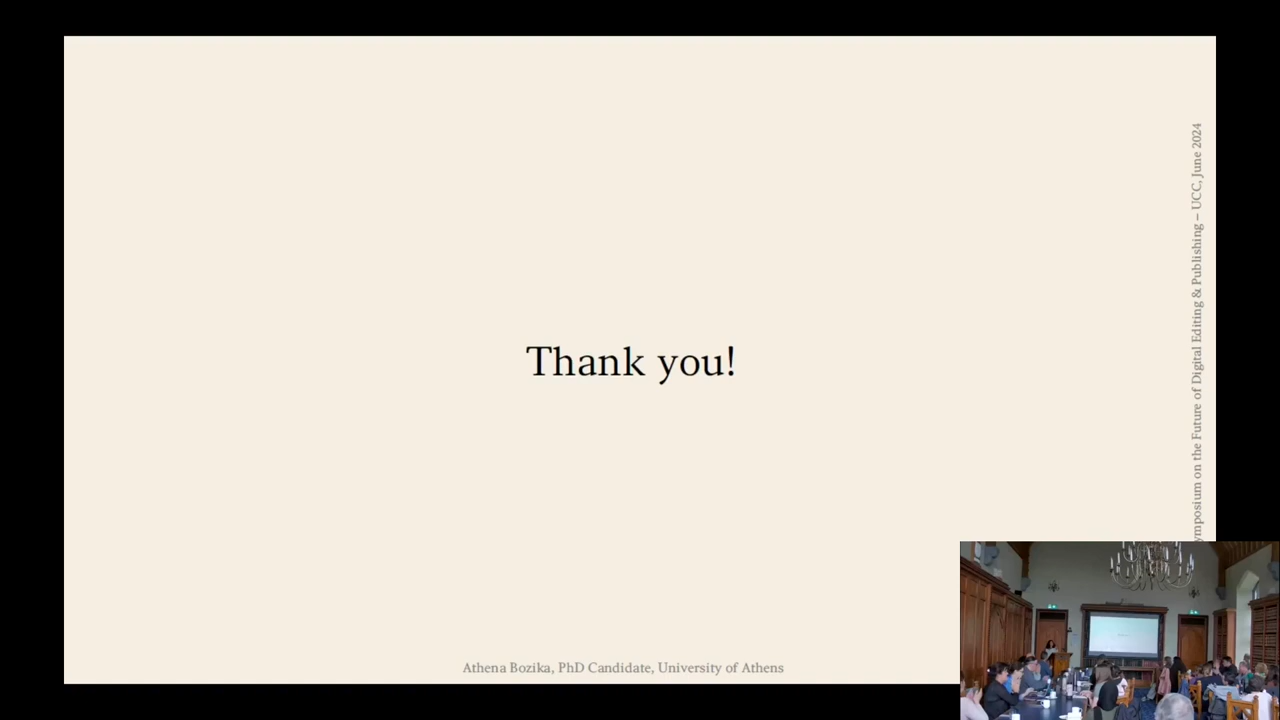 Thank you!
Athena Bozika, PhD Candidate, University of Athens
on the Future of Digital Editing & Publishing – UCC, June 2024